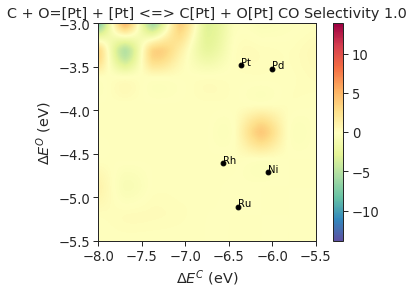 C + O=[Pt] + [Pt] <=> C[Pt] + O[Pt] CO Selectivity 1.0
−3.0
−3.5
−4.0
−4.5
−5.0
−5.5
ΔE^O (eV)
Pt
Pd
Rh
Ni
Ru
−8.0 −7.5 −7.0 −6.5 −6.0 −5.5
ΔE^C (eV)
10
5
0
−5
−10